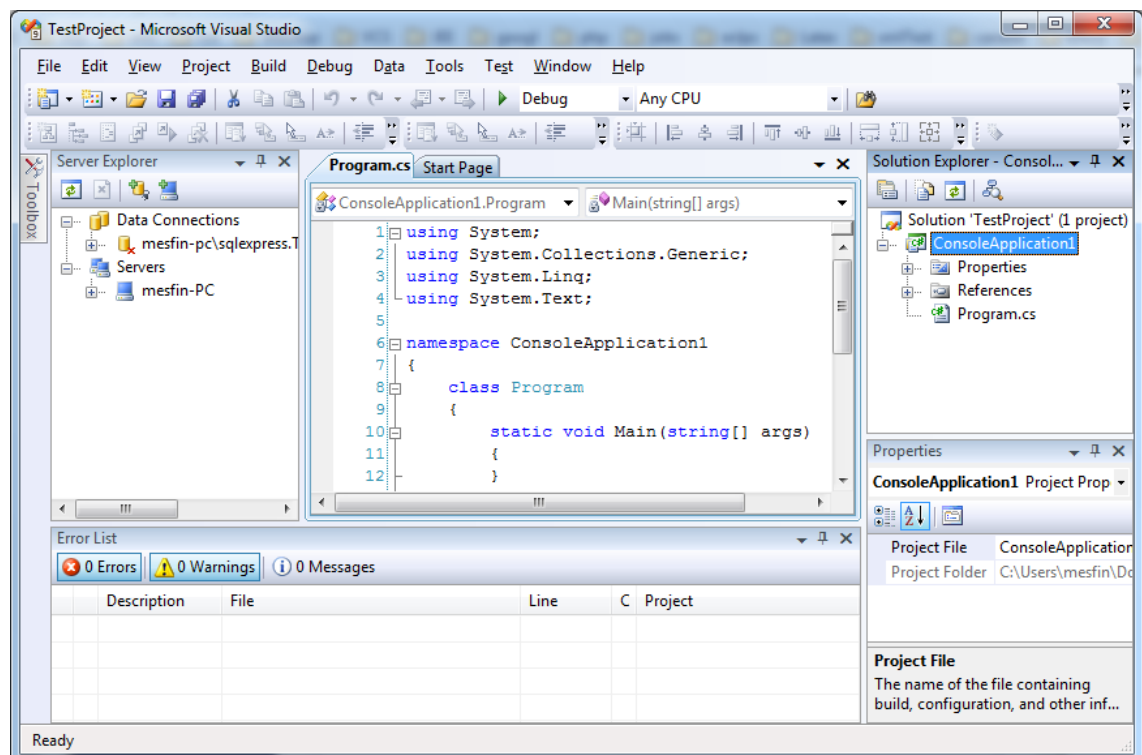 TestProject - Microsoft Visual Studio
File Edit View Project Build Debug Data Tools Test Window Help
Debug Any CPU
Toolbox
Server Explorer
Data Connections
mesfin-pc\sqlexpress.T
Servers
mesfin-PC
Program.cs Start Page
ConsoleApplication1.Program Main(string[] args)
1 using System;
2 using System.Collections.Generic;
3 using System.Linq;
4 using System.Text;
5
6 namespace ConsoleApplication1
7 {
8 class Program
9 {
10 static void Main(string[] args)
11 {
12 }
Solution Explorer - Consol...
Solution 'TestProject' (1 project)
ConsoleApplication1
Properties
References
Program.cs
Properties
ConsoleApplication1 Project Prop
Project File ConsoleApplication
Project Folder C:\Users\mesfin\Do
Project File
The name of the file containing
build, configuration, and other inf...
Error List
0 Errors 0 Warnings 0 Messages
Description File Line C Project
Ready